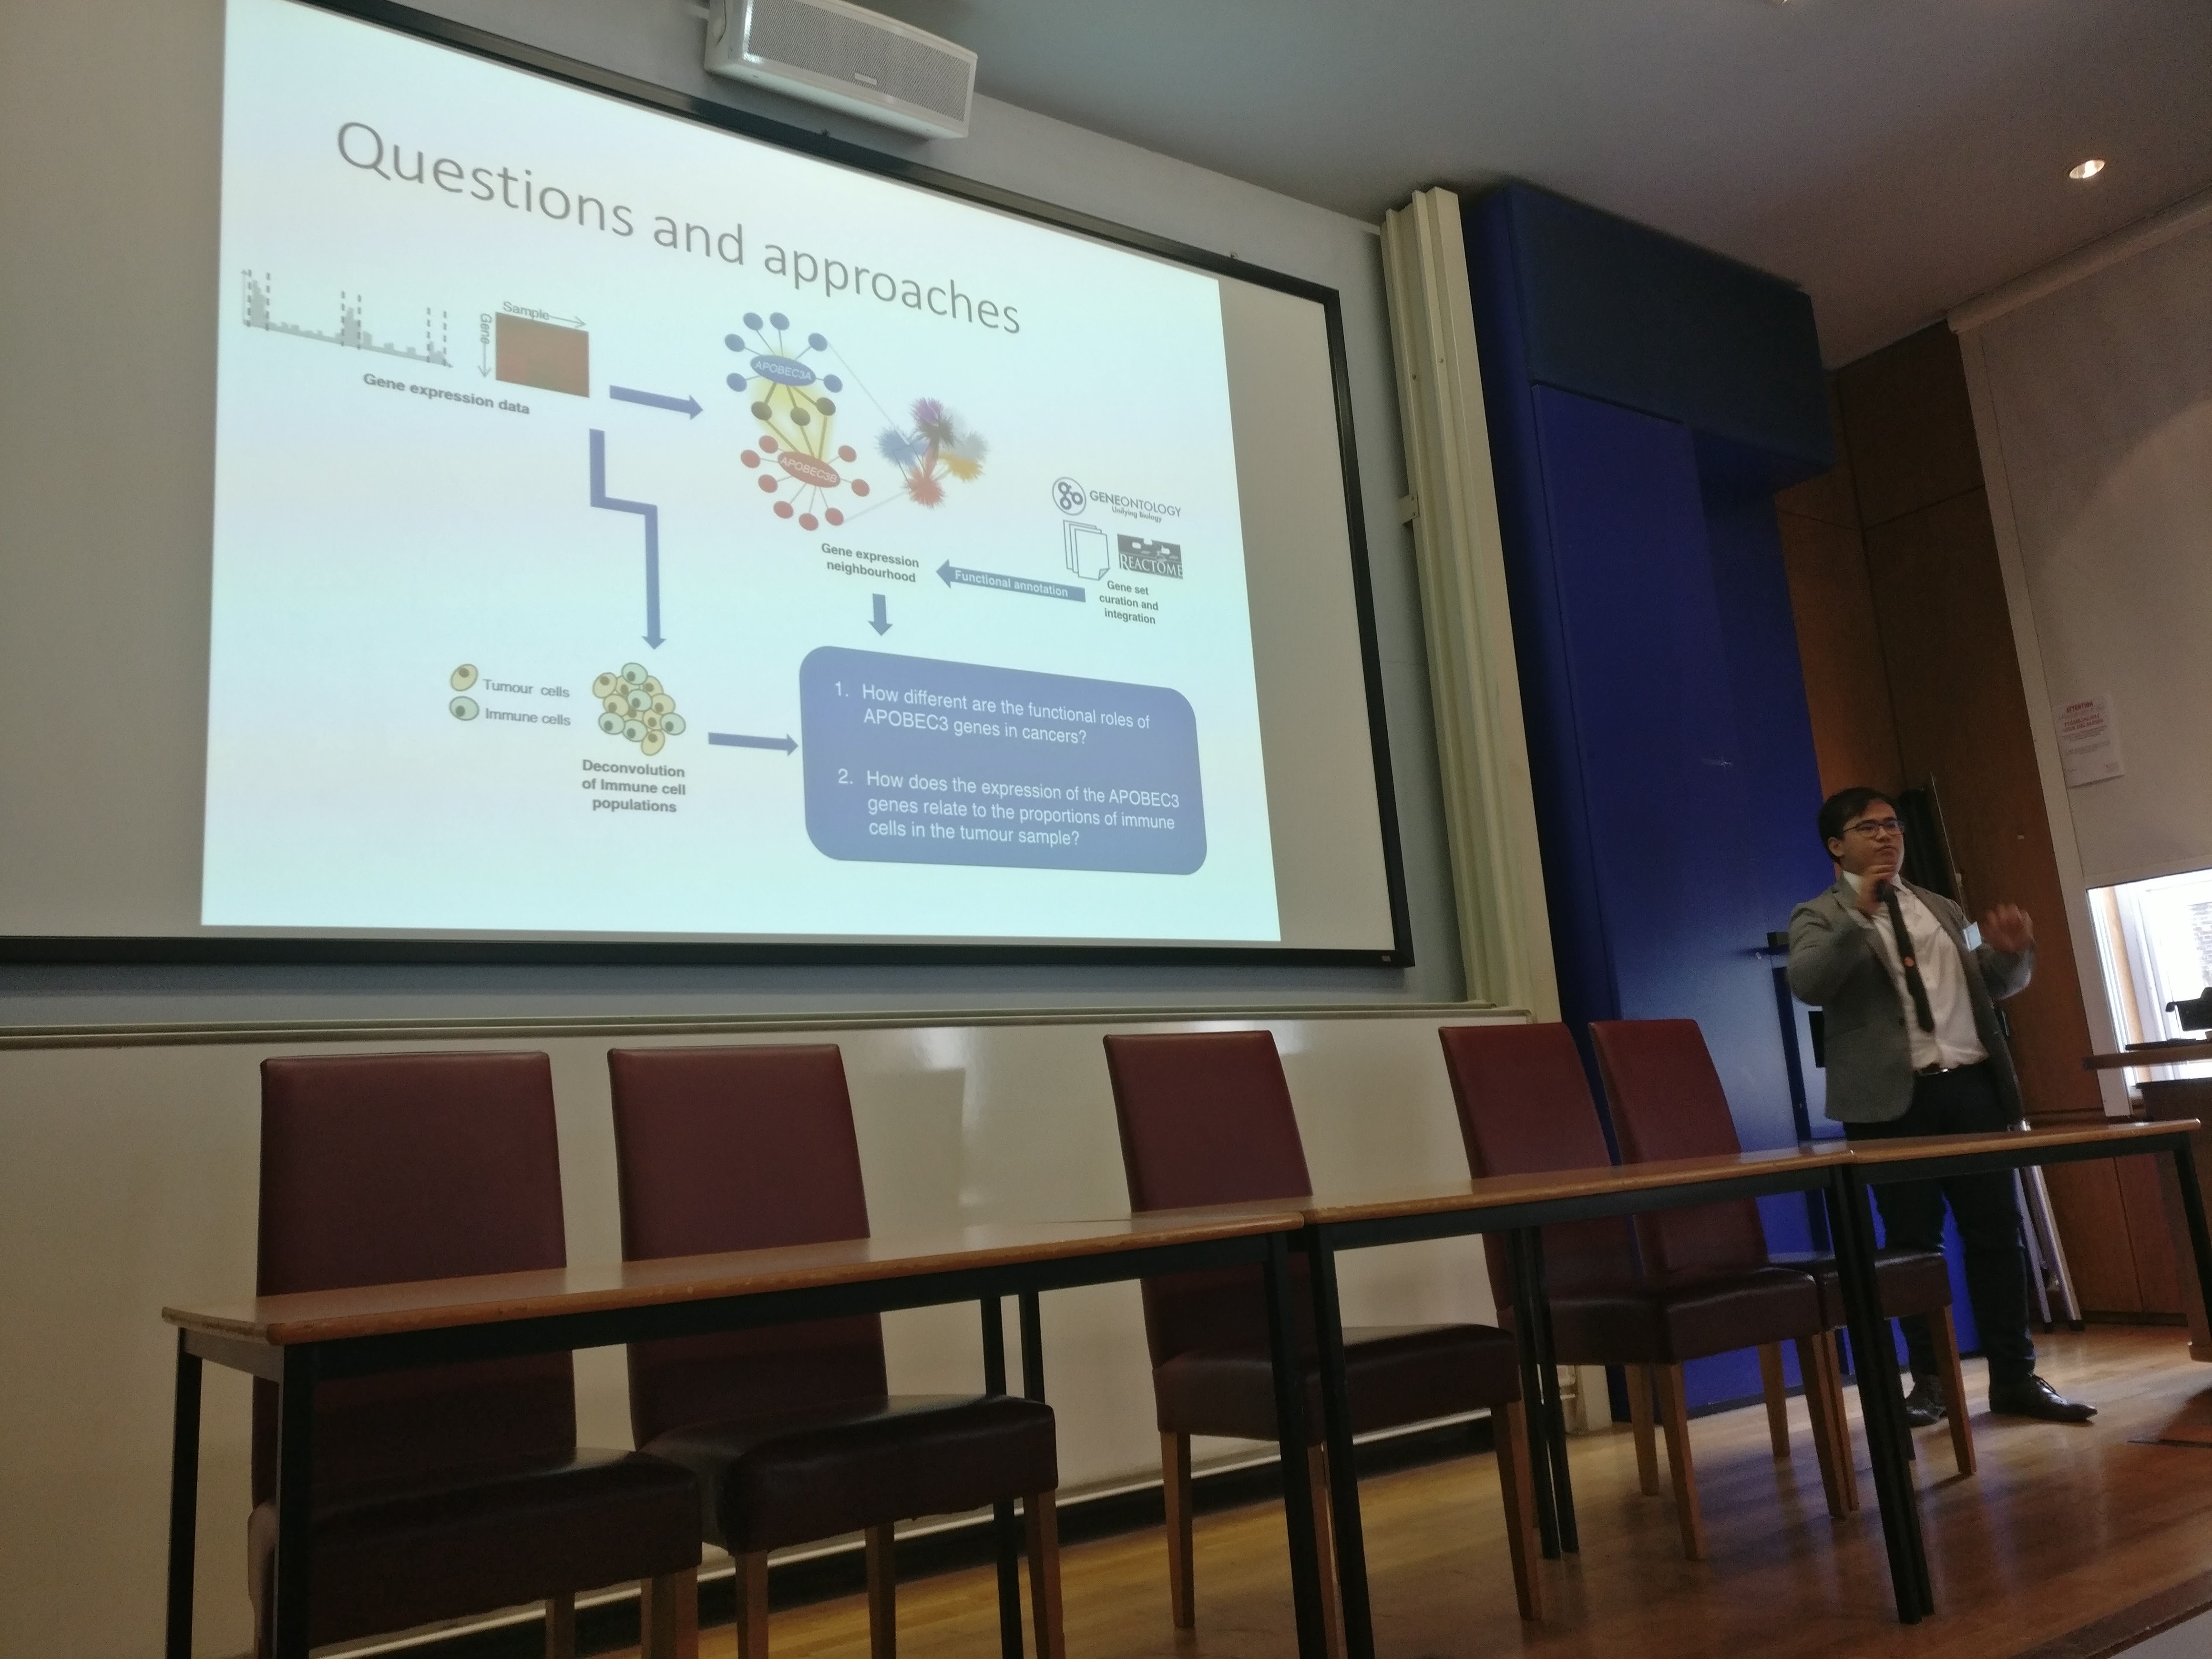 Questions and approaches
Sample
Gene
Gene expression data
APOBEC3A
APOBEC3B
GENEONTOLOGY
Unifying Biology
REACTOME
Gene expression
neighbourhood
Functional annotation
Gene set
curation and
integration
Tumour cells
Immune cells
Deconvolution
of Immune cell
populations
1. How different are the functional roles of
APOBEC3 genes in cancers?
2. How does the expression of the APOBEC3
genes relate to the proportions of immune
cells in the tumour sample?
ATTENTION